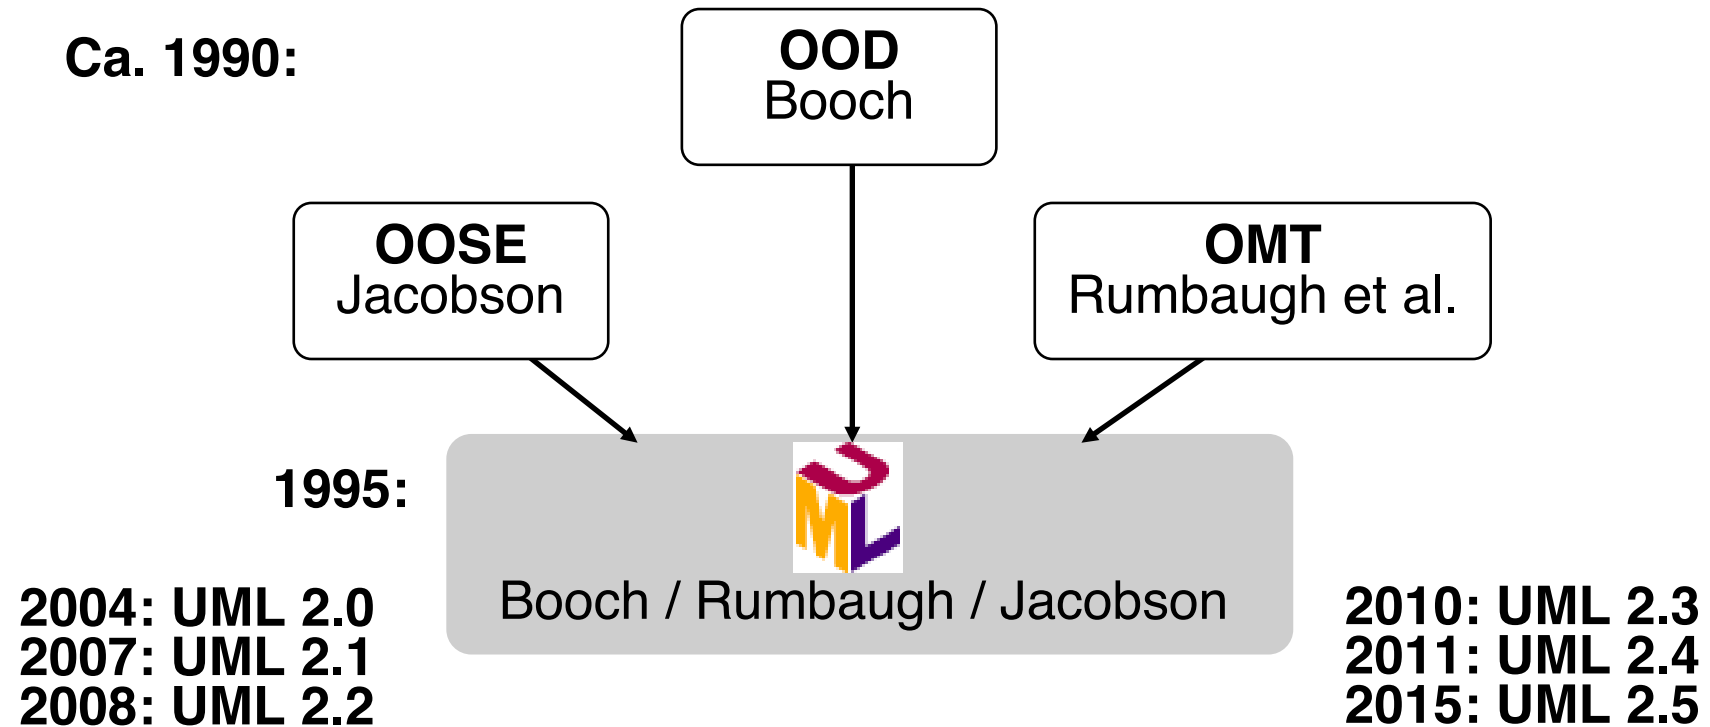 Ca. 1990:
OOD
Booch
OOSE
Jacobson
OMT
Rumbaugh et al.
1995:
UML
Booch / Rumbaugh / Jacobson
2004: UML 2.0
2007: UML 2.1
2008: UML 2.2
2010: UML 2.3
2011: UML 2.4
2015: UML 2.5